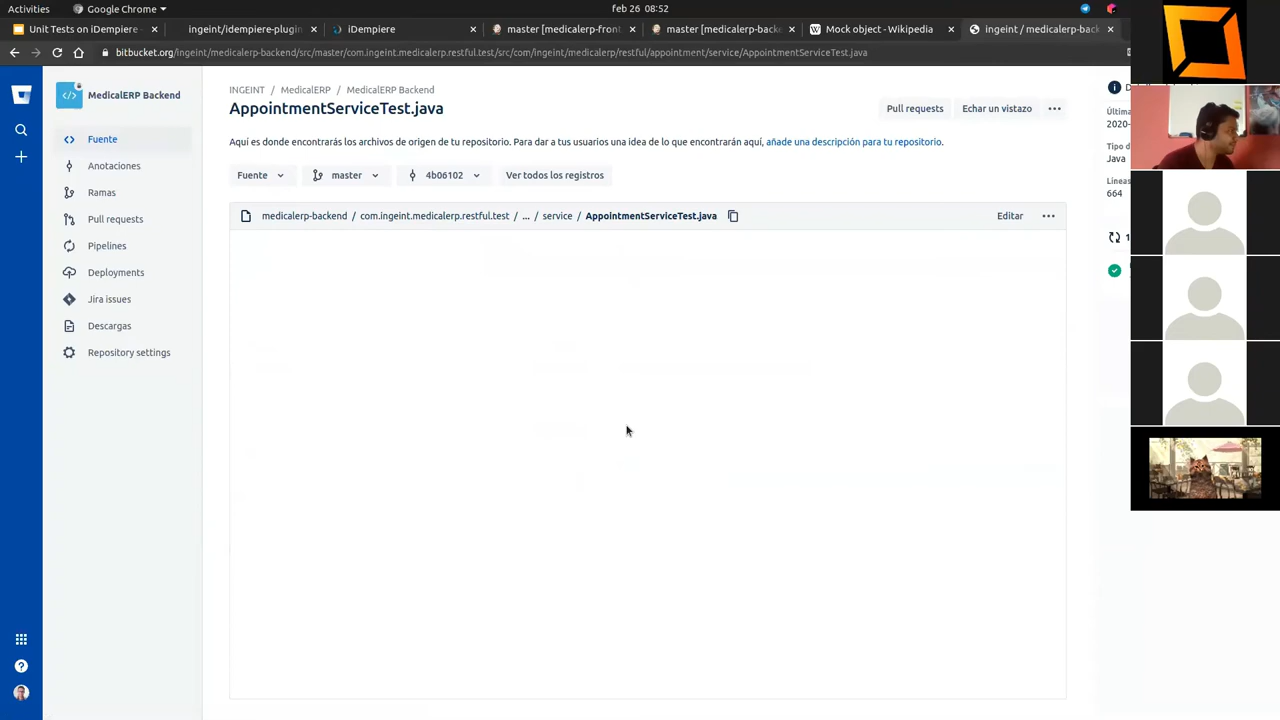 Activities
Google Chrome
feb 26 08:52
Unit Tests on iDempiere -
ingeint/idempiere-plugin
iDempiere
master [medicalerp-front
master [medicalerp-backe
Mock object - Wikipedia
ingeint / medicalerp-back
bitbucket.org/ingeint/medicalerp-backend/src/master/com.ingeint.medicalerp.restful.test/src/com/ingeint/medicalerp/restful/appointment/service/AppointmentServiceTest.java
MedicalERP Backend
Fuente
Anotaciones
Ramas
Pull requests
Pipelines
Deployments
Jira issues
Descargas
Repository settings
INGEINT / MedicalERP / MedicalERP Backend
AppointmentServiceTest.java
Pull requests
Echar un vistazo
Aquí es donde encontrarás los archivos de origen de tu repositorio. Para dar a tus usuarios una idea de lo que encontrarán aquí, añade una descripción para tu repositorio.
Fuente
master
4b06102
Ver todos los registros
medicalerp-backend / com.ingeint.medicalerp.restful.test / ... / service / AppointmentServiceTest.java
Editar
Última
2020-
Tipo d
Java
Líneas
664